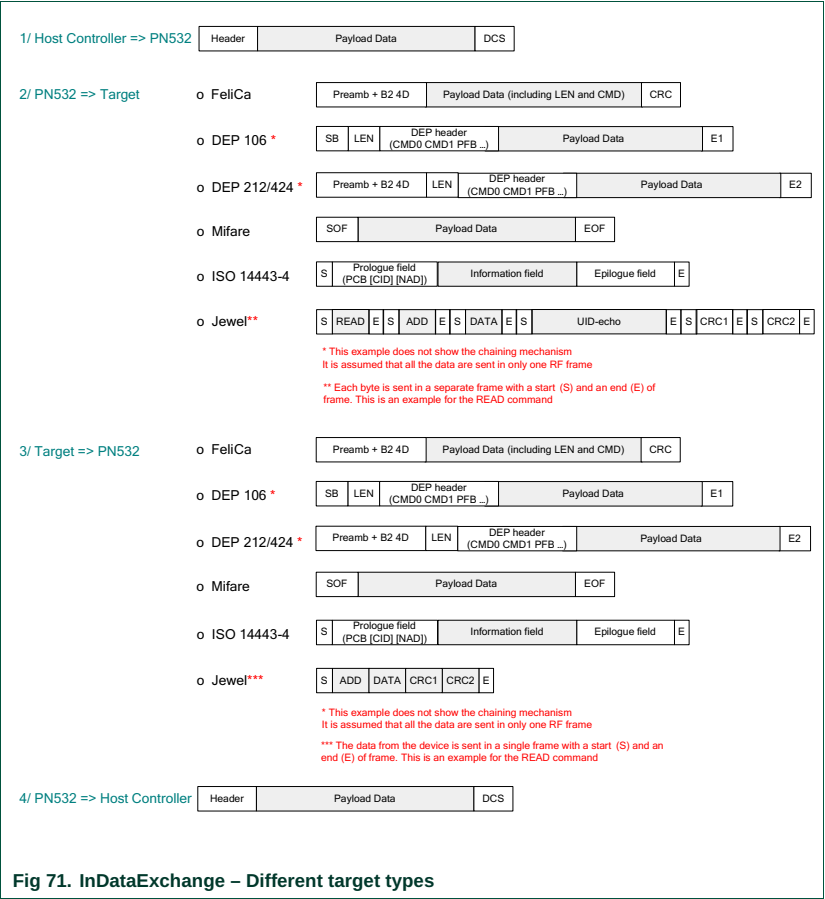 1/ Host Controller => PN532 Header Payload Data DCS
2/ PN532 => Target o FeliCa Preamb + B2 4D Payload Data (including LEN and CMD) CRC
o DEP 106 * SB LEN DEP header (CMD0 CMD1 PFB ...) Payload Data E1
o DEP 212/424 * Preamb + B2 4D LEN DEP header (CMD0 CMD1 PFB ...) Payload Data E2
o Mifare SOF Payload Data EOF
o ISO 14443-4 S Prologue field (PCB [CID] [NAD]) Information field Epilogue field E
o Jewel** S READ E S ADD E S DATA E S UID-echo E S CRC1 E S CRC2 E
* This example does not show the chaining mechanism
It is assumed that all the data are sent in only one RF frame
** Each byte is sent in a separate frame with a start (S) and an end (E) of
frame. This is an example for the READ command
3/ Target => PN532 o FeliCa Preamb + B2 4D Payload Data (including LEN and CMD) CRC
o DEP 106 * SB LEN DEP header (CMD0 CMD1 PFB ...) Payload Data E1
o DEP 212/424 * Preamb + B2 4D LEN DEP header (CMD0 CMD1 PFB ...) Payload Data E2
o Mifare SOF Payload Data EOF
o ISO 14443-4 S Prologue field (PCB [CID] [NAD]) Information field Epilogue field E
o Jewel*** S ADD DATA CRC1 CRC2 E
* This example does not show the chaining mechanism
It is assumed that all the data are sent in only one RF frame
*** The data from the device is sent in a single frame with a start (S) and an
end (E) of frame. This is an example for the READ command
4/ PN532 => Host Controller Header Payload Data DCS
Fig 71. InDataExchange – Different target types